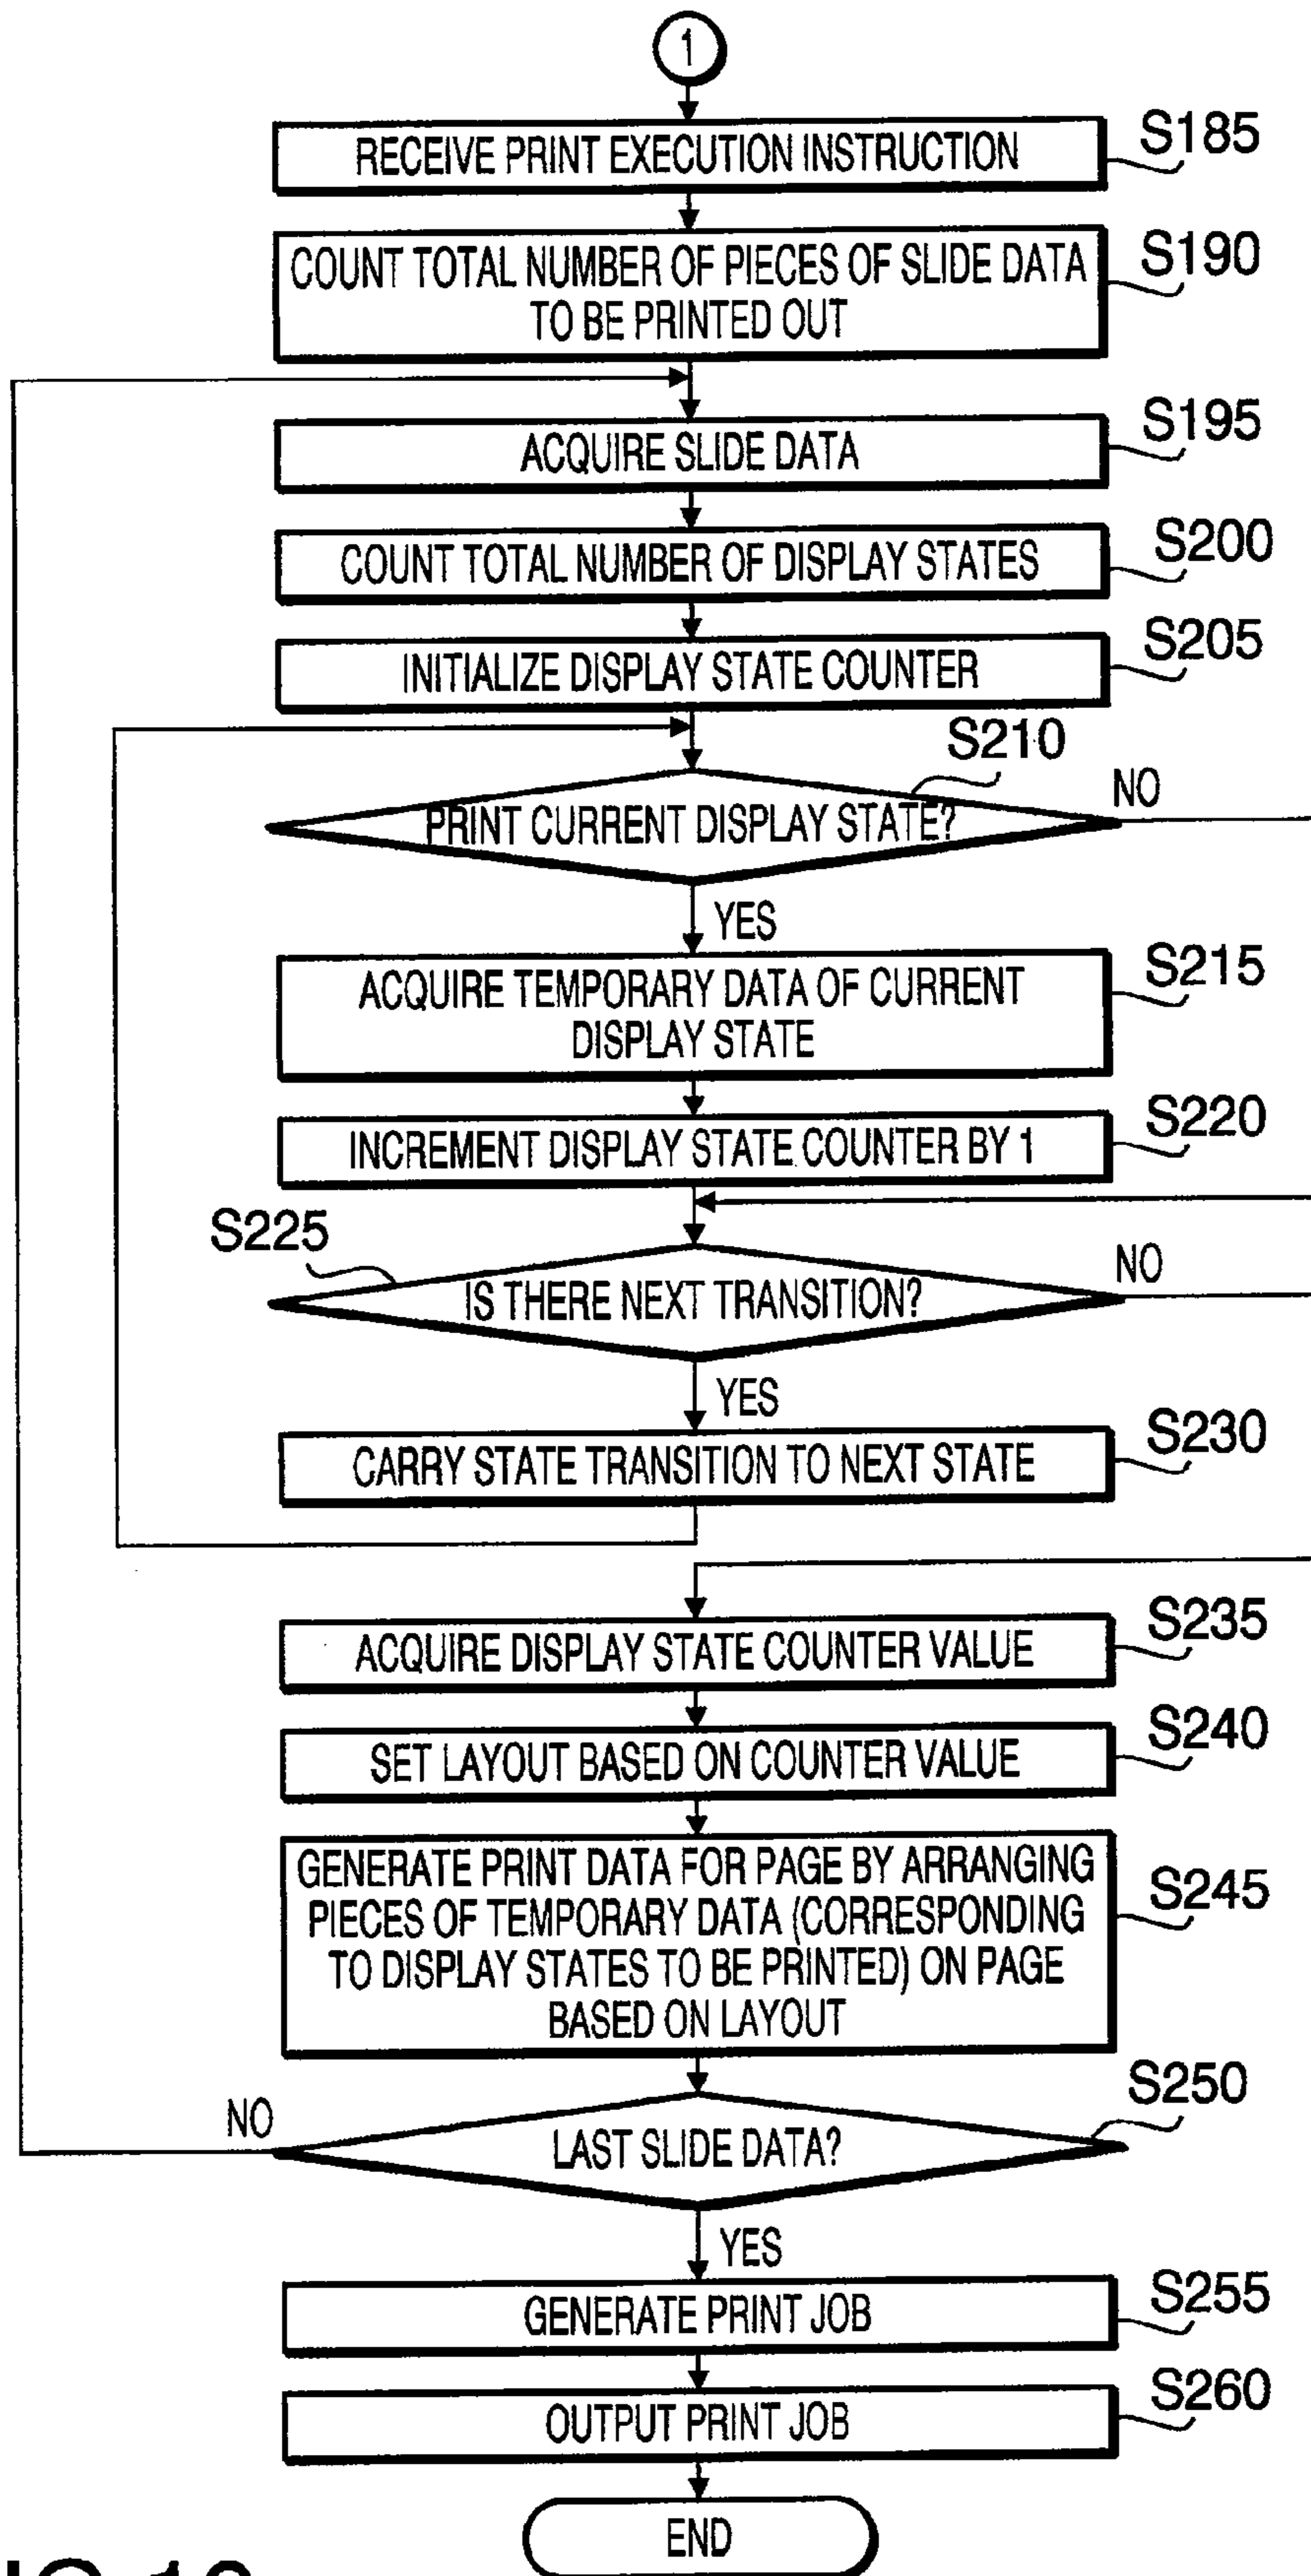 1
RECEIVE PRINT EXECUTION INSTRUCTION
S185
COUNT TOTAL NUMBER OF PIECES OF SLIDE DATA
TO BE PRINTED OUT
S190
ACQUIRE SLIDE DATA
S195
COUNT TOTAL NUMBER OF DISPLAY STATES
S200
INITIALIZE DISPLAY STATE COUNTER
S205
S210
PRINT CURRENT DISPLAY STATE?
NO
YES
ACQUIRE TEMPORARY DATA OF CURRENT
DISPLAY STATE
S215
INCREMENT DISPLAY STATE COUNTER BY 1
S220
S225
IS THERE NEXT TRANSITION?
NO
YES
CARRY STATE TRANSITION TO NEXT STATE
S230
ACQUIRE DISPLAY STATE COUNTER VALUE
S235
SET LAYOUT BASED ON COUNTER VALUE
S240
GENERATE PRINT DATA FOR PAGE BY ARRANGING
PIECES OF TEMPORARY DATA (CORRESPONDING
TO DISPLAY STATES TO BE PRINTED) ON PAGE
BASED ON LAYOUT
S245
S250
NO
LAST SLIDE DATA?
YES
GENERATE PRINT JOB
S255
OUTPUT PRINT JOB
S260
END